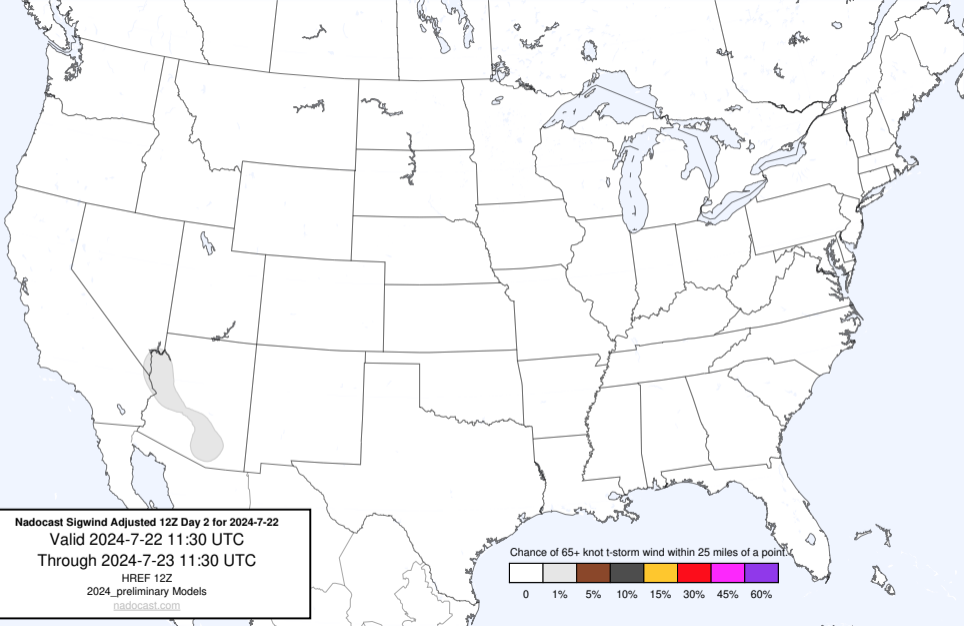 Nadocast Sigwind Adjusted 12Z Day 2 for 2024-7-22
Valid 2024-7-22 11:30 UTC
Through 2024-7-23 11:30 UTC
HREF 12Z
2024_preliminary Models
nadocast.com
Chance of 65+ knot t-storm wind within 25 miles of a point.
0 1% 5% 10% 15% 30% 45% 60%